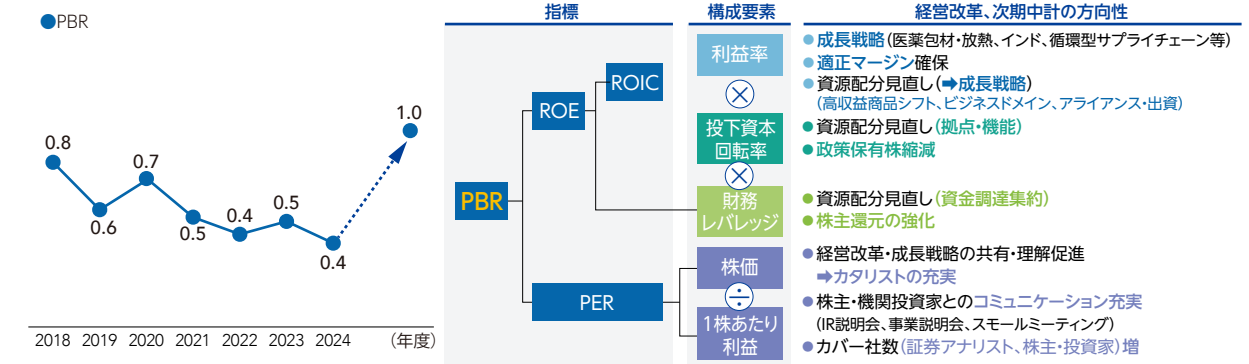 ●PBR
0.8
0.6
0.7
0.5
0.4
0.5
0.4
1.0
2018 2019 2020 2021 2022 2023 2024 (年度)
指標
PBR
ROE
ROIC
PER
構成要素
利益率
×
投下資本
回転率
×
財務
レバレッジ
株価
÷
1株あたり
利益
経営改革、次期中計の方向性
●成長戦略(医薬包材・放熱、インド、循環型サプライチェーン等)
●適正マージン確保
●資源配分見直し(➡成長戦略)
(高収益商品シフト、ビジネスドメイン、アライアンス・出資)
●資源配分見直し(拠点・機能)
●政策保有株縮減
●資源配分見直し(資金調達集約)
●株主還元の強化
●経営改革・成長戦略の共有・理解促進
➡カタリストの充実
●株主・機関投資家とのコミュニケーション充実
(IR説明会、事業説明会、スモールミーティング)
●カバー社数(証券アナリスト、株主・投資家)増